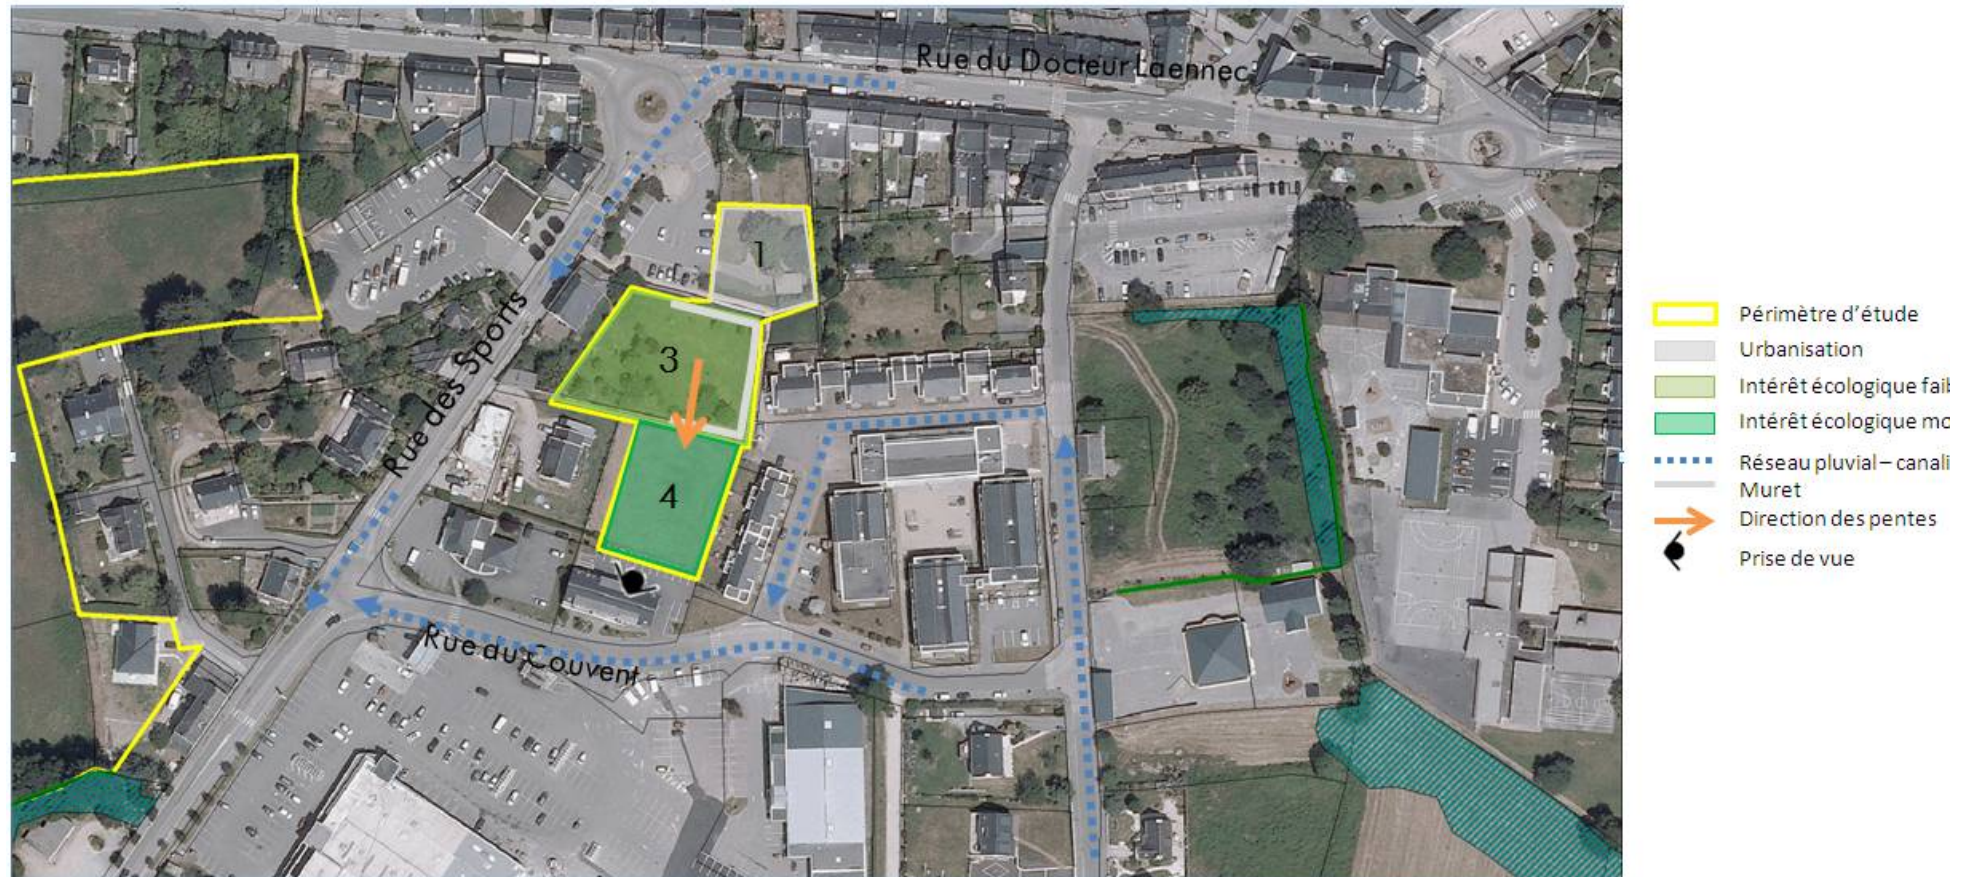 Rue du Docteur Laennec
1
3
4
Rue des Sports
Rue du Couvent
Périmètre d'étude
Urbanisation
Intérêt écologique faib
Intérêt écologique mo
Réseau pluvial – canali
Muret
Direction des pentes
Prise de vue